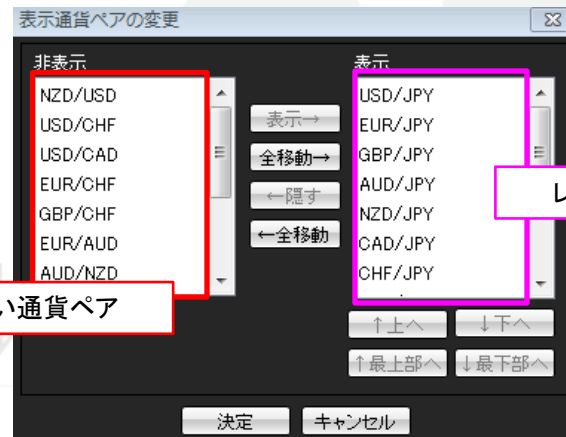 表示通貨ペアの変更
非表示
NZD/USD
USD/CHF
USD/CAD
EUR/CHF
GBP/CHF
EUR/AUD
AUD/NZD
い通貨ペア
表示→
全移動→
←隠す
←全移動
表示
USD/JPY
EUR/JPY
GBP/JPY
AUD/JPY
NZD/JPY
CAD/JPY
CHF/JPY
レ
↑上へ
↓下へ
↑最上部へ
↓最下部へ
決定
キャンセル